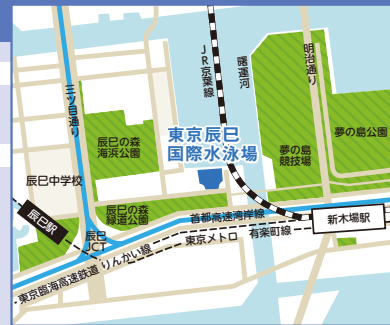 三ツ目通り
JR京葉線
曙運河
明治通り
辰巳の森
海浜公園
東京辰巳
国際水泳場
夢の島公園
夢の島
競技場
辰巳中学校
辰巳の森
緑道公園
辰巳駅
辰巳
JCT
首都高速湾岸線
新木場駅
東京メトロ 有楽町線
東京臨海高速鉄道 りんかい線